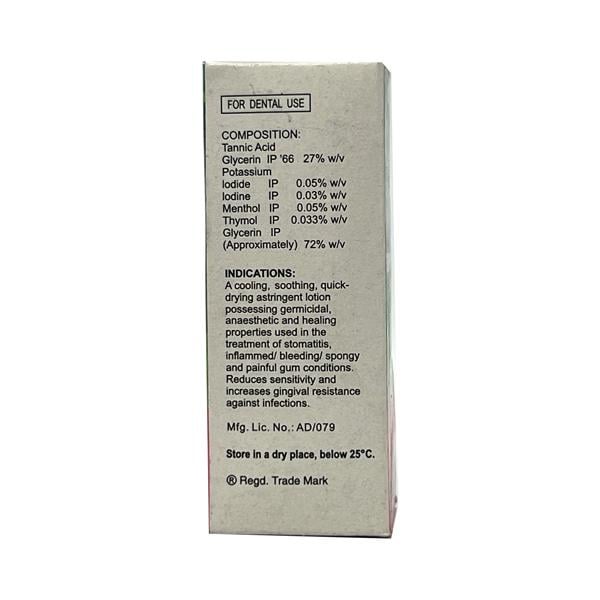 FOR DENTAL USE
COMPOSITION:
Tannic Acid
Glycerin IP '66 27% w/v
Potassium
Iodide IP 0.05% w/v
Iodine IP 0.03% w/v
Menthol IP 0.05% w/v
Thymol IP 0.033% w/v
Glycerin IP
(Approximately) 72% w/v
INDICATIONS:
A cooling, soothing, quick-
drying astringent lotion
possessing germicidal,
anaesthetic and healing
properties used in the
treatment of stomatitis,
inflammed/ bleeding/ spongy
and painful gum conditions.
Reduces sensitivity and
increases gingival resistance
against infections.
Mfg. Lic. No.: AD/079
Store in a dry place, below 25°C.
® Regd. Trade Mark